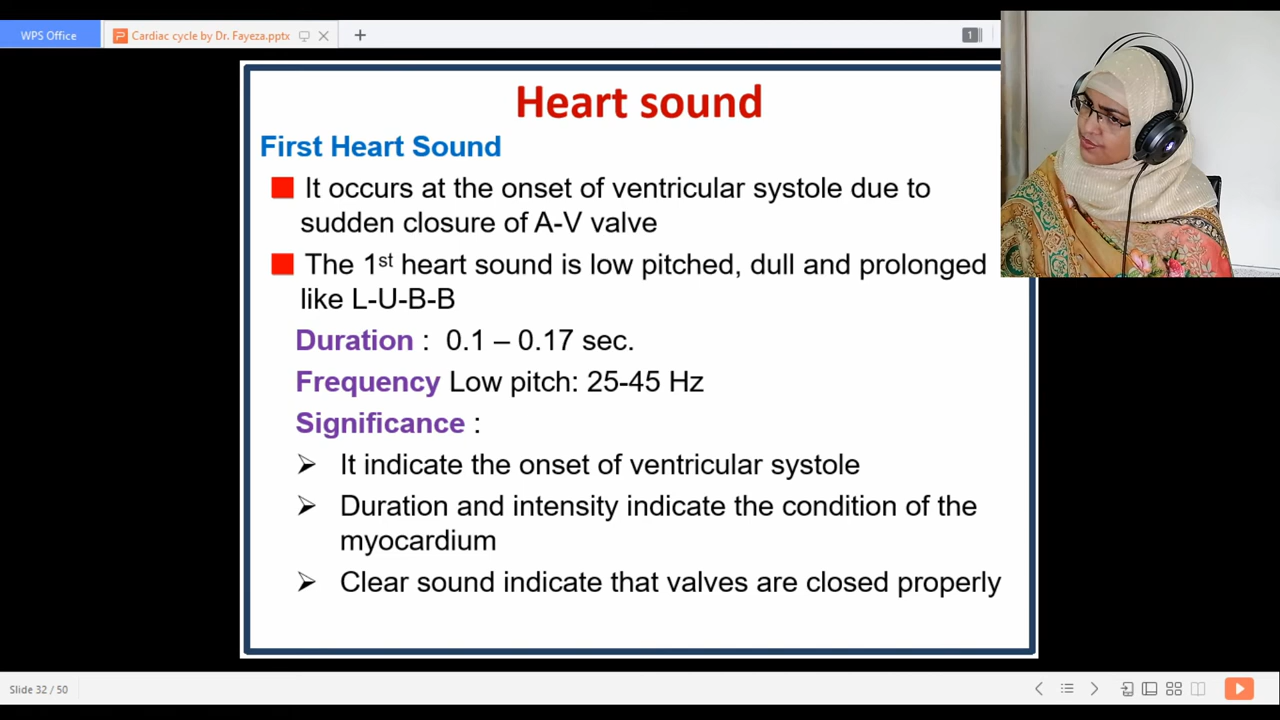 WPS Office
Cardiac cycle by Dr. Fayeza.pptx
1
Heart sound
First Heart Sound
It occurs at the onset of ventricular systole due to
sudden closure of A-V valve
The 1st heart sound is low pitched, dull and prolonged
like L-U-B-B
Duration : 0.1 – 0.17 sec.
Frequency Low pitch: 25-45 Hz
Significance :
It indicate the onset of ventricular systole
Duration and intensity indicate the condition of the
myocardium
Clear sound indicate that valves are closed properly
Slide 32 / 50